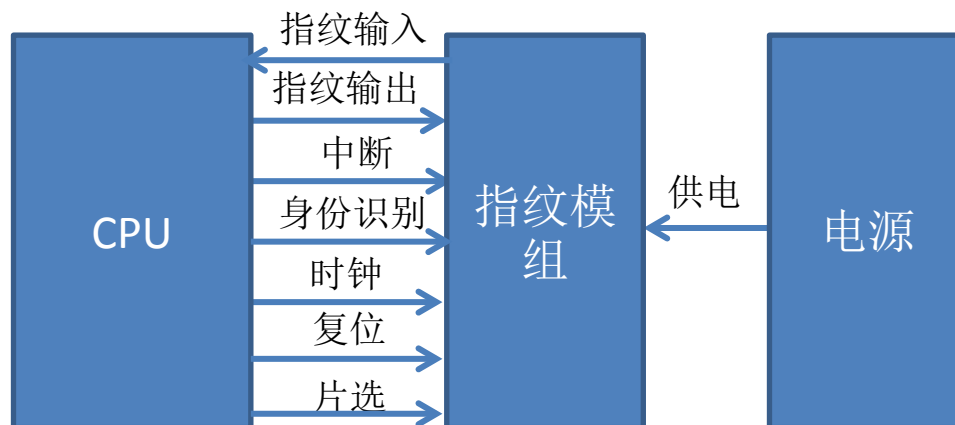 指纹输入
指纹输出
中断
身份识别
时钟
复位
片选
CPU
指纹模
组
供电
电源